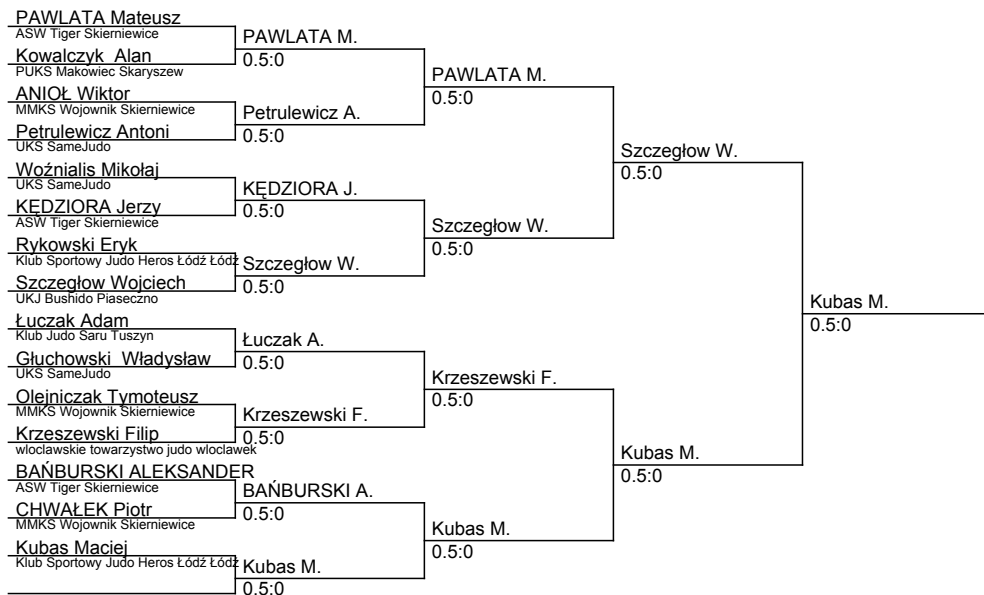 PAWLATA Mateusz
ASW Tiger Skierniewice
Kowalczyk  Alan
PUKS Makowiec Skaryszew
ANIOŁ Wiktor
MMKS Wojownik Skierniewice
Petrulewicz Antoni
UKS SameJudo
Woźnialis Mikołaj
UKS SameJudo
KĘDZIORA Jerzy
ASW Tiger Skierniewice
Rykowski Eryk
Klub Sportowy Judo Heros Łódź Łódź
Szczegłow Wojciech
UKJ Bushido Piaseczno
Łuczak Adam
Klub Judo Saru Tuszyn
Głuchowski  Władysław
UKS SameJudo
Olejniczak Tymoteusz
MMKS Wojownik Skierniewice
Krzeszewski Filip
wloclawskie towarzystwo judo wloclawek
BAŃBURSKI ALEKSANDER
ASW Tiger Skierniewice
CHWAŁEK Piotr
MMKS Wojownik Skierniewice
Kubas Maciej
Klub Sportowy Judo Heros Łódź Łódź
PAWLATA M.
0.5:0
Petrulewicz A.
0.5:0
KĘDZIORA J.
0.5:0
Szczegłow W.
0.5:0
Łuczak A.
0.5:0
Krzeszewski F.
0.5:0
BAŃBURSKI A.
0.5:0
Kubas M.
0.5:0
PAWLATA M.
0.5:0
Szczegłow W.
0.5:0
Krzeszewski F.
0.5:0
Kubas M.
0.5:0
Szczegłow W.
0.5:0
Kubas M.
0.5:0
Kubas M.
0.5:0